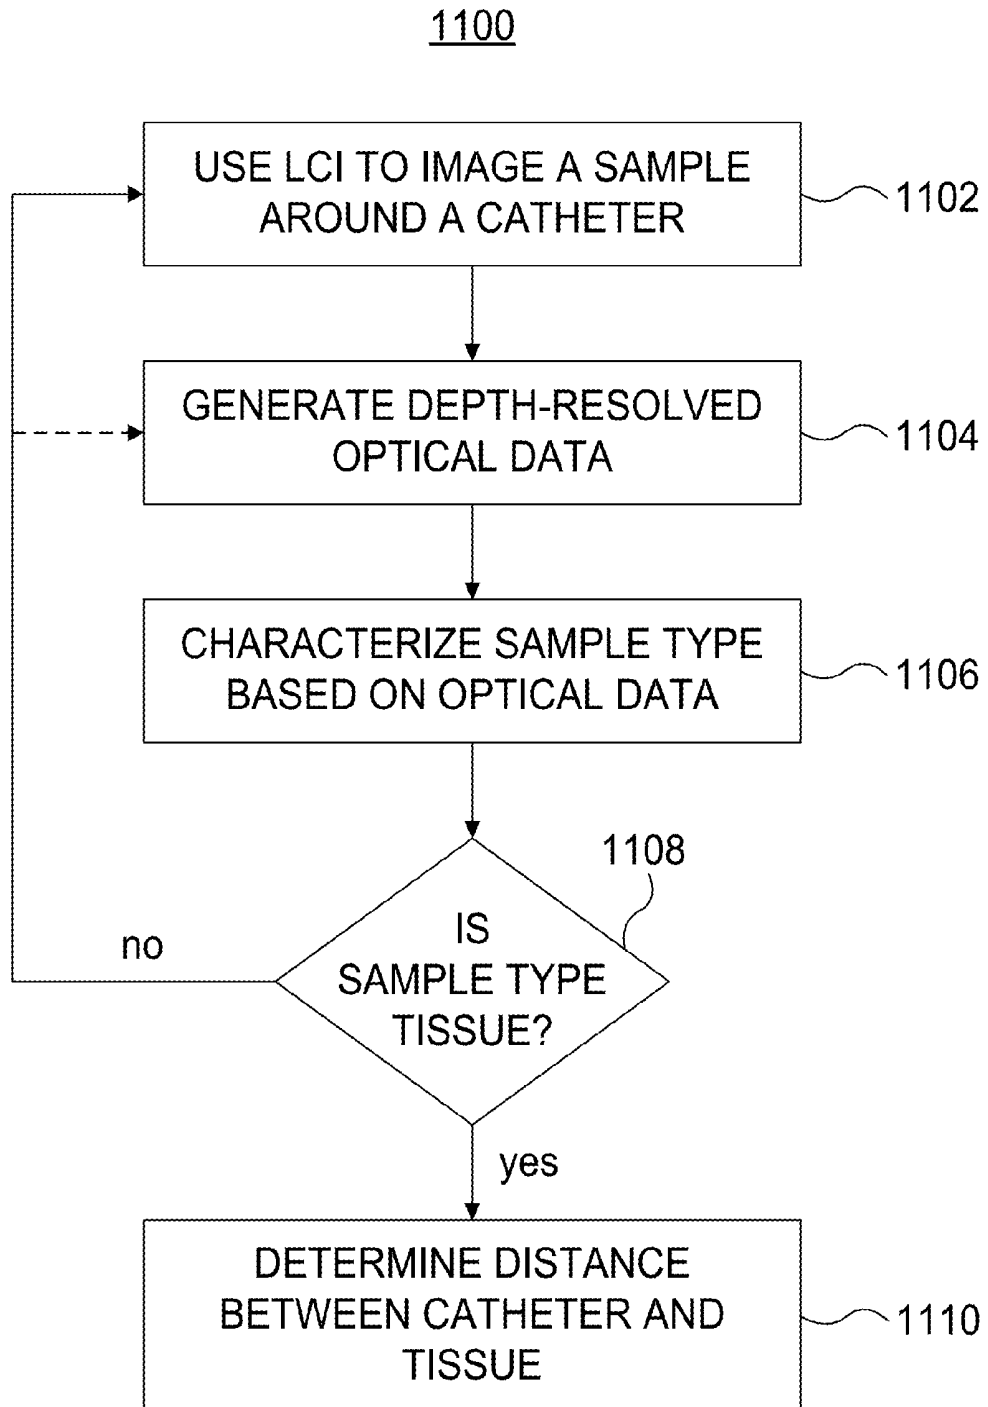 1100
USE LCI TO IMAGE A SAMPLE
AROUND A CATHETER
1102
GENERATE DEPTH-RESOLVED
OPTICAL DATA
1104
CHARACTERIZE SAMPLE TYPE
BASED ON OPTICAL DATA
1106
1108
IS
SAMPLE TYPE
TISSUE?
no
yes
DETERMINE DISTANCE
BETWEEN CATHETER AND
TISSUE
1110